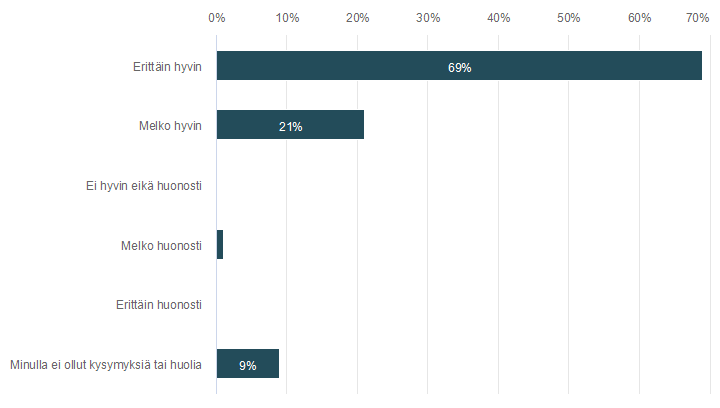 0% 10% 20% 30% 40% 50% 60% 70%
Erittäin hyvin 69%
Melko hyvin 21%
Ei hyvin eikä huonosti
Melko huonosti
Erittäin huonosti
Minulla ei ollut kysymyksiä tai huolia 9%